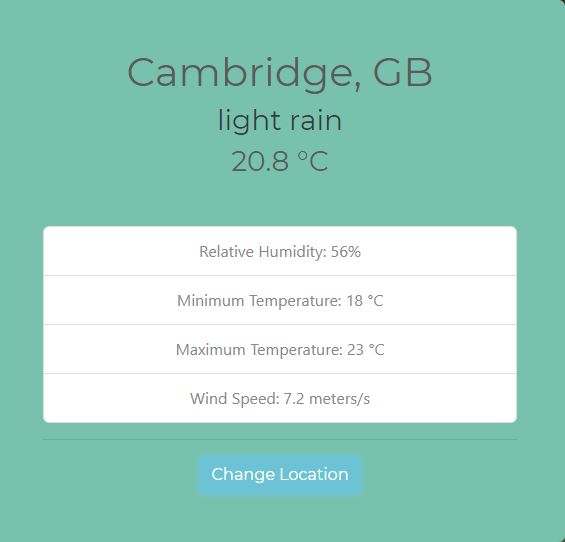 Cambridge, GB
light rain
20.8 °C
Relative Humidity: 56%
Minimum Temperature: 18 °C
Maximum Temperature: 23 °C
Wind Speed: 7.2 meters/s
Change Location